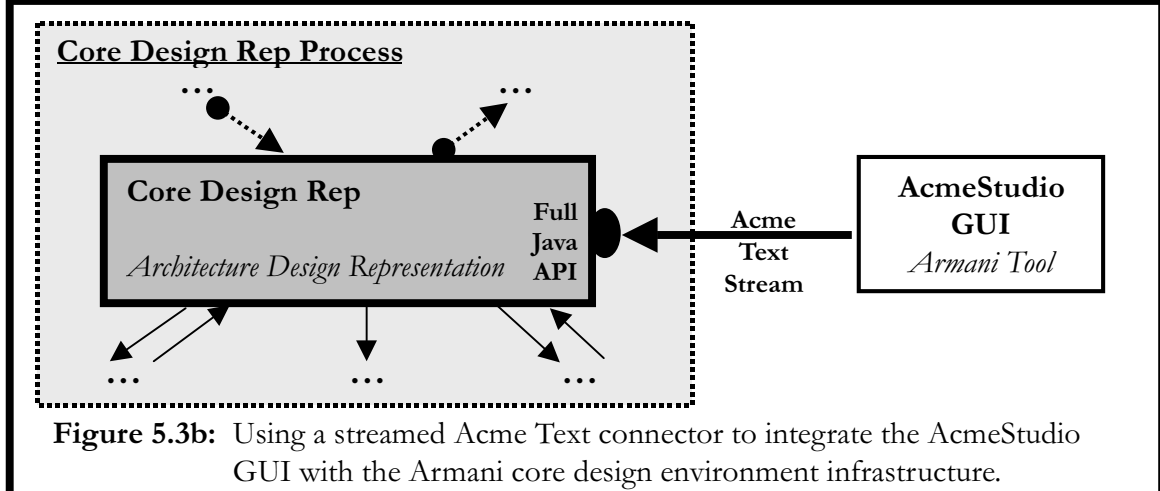 Core Design Rep Process
... ...
Core Design Rep
Architecture Design Representation
Full
Java
API
Acme
Text
Stream
AcmeStudio
GUI
Armani Tool
... ... ...
Figure 5.3b: Using a streamed Acme Text connector to integrate the AcmeStudio
GUI with the Armani core design environment infrastructure.